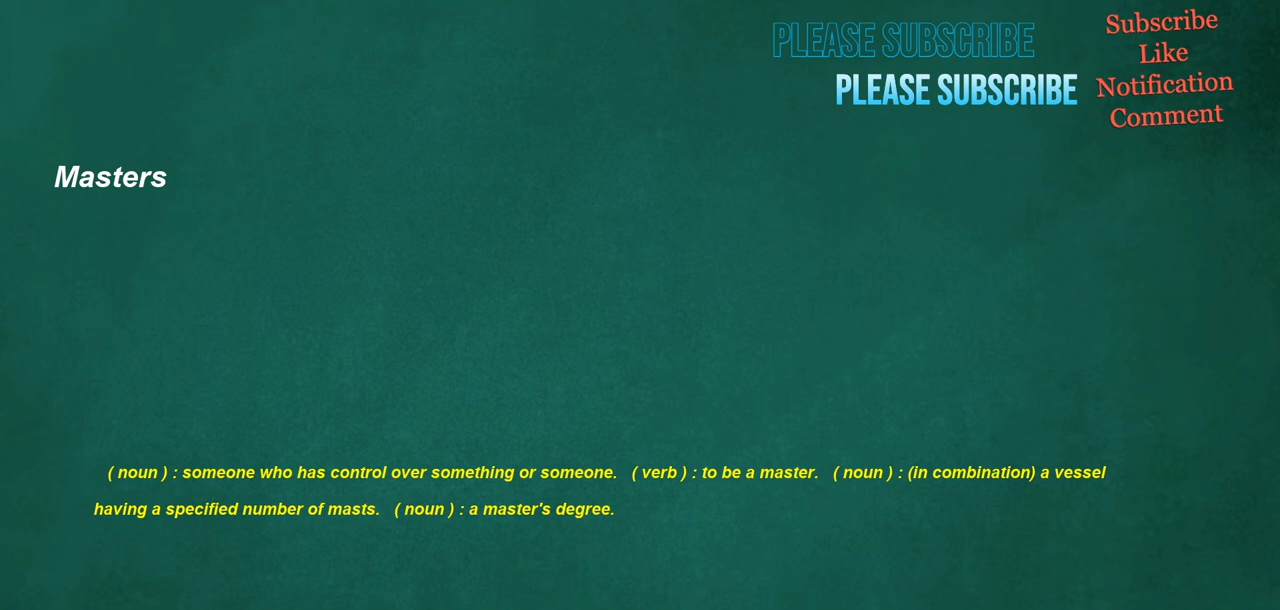 PLEASE SUBSCRIBE
PLEASE SUBSCRIBE
Subscribe
Like
Notification
Comment
Masters
( noun ) : someone who has control over something or someone. ( verb ) : to be a master. ( noun ) : (in combination) a vessel
having a specified number of masts. ( noun ) : a master's degree.